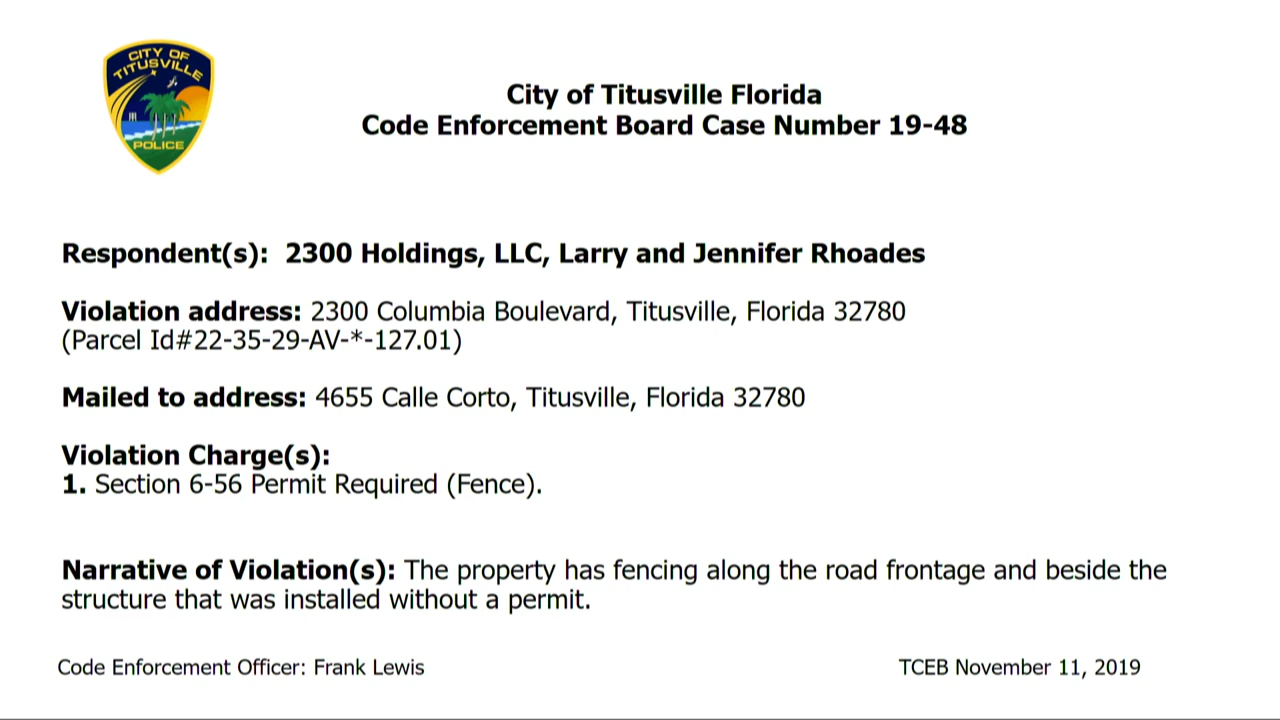 CITY OF
TITUSVILLE
POLICE
City of Titusville Florida
Code Enforcement Board Case Number 19-48
Respondent(s): 2300 Holdings, LLC, Larry and Jennifer Rhoades
Violation address: 2300 Columbia Boulevard, Titusville, Florida 32780
(Parcel Id#22-35-29-AV-*-127.01)
Mailed to address: 4655 Calle Corto, Titusville, Florida 32780
Violation Charge(s):
1. Section 6-56 Permit Required (Fence).
Narrative of Violation(s): The property has fencing along the road frontage and beside the
structure that was installed without a permit.
Code Enforcement Officer: Frank Lewis
TCEB November 11, 2019